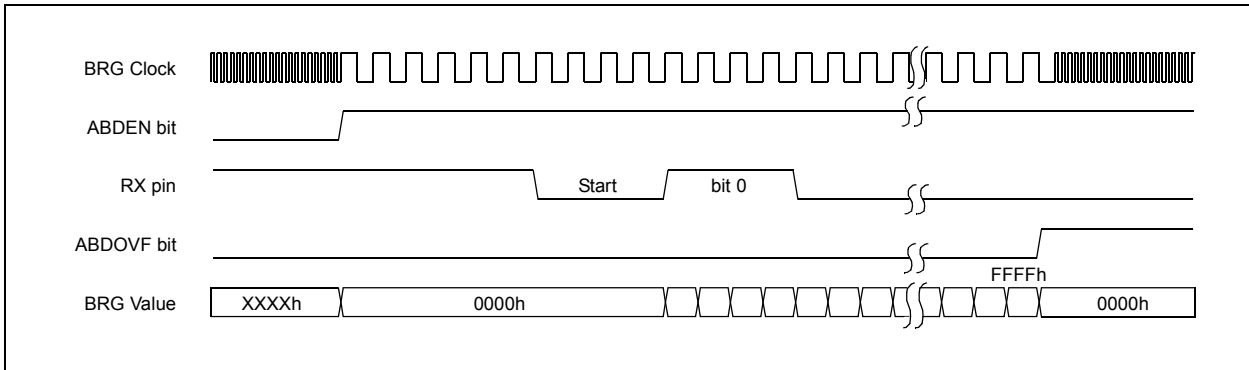 BRG Clock
ABDEN bit
RX pin
Start
bit 0
ABDOVF bit
FFFFh
BRG Value
XXXXh
0000h
0000h